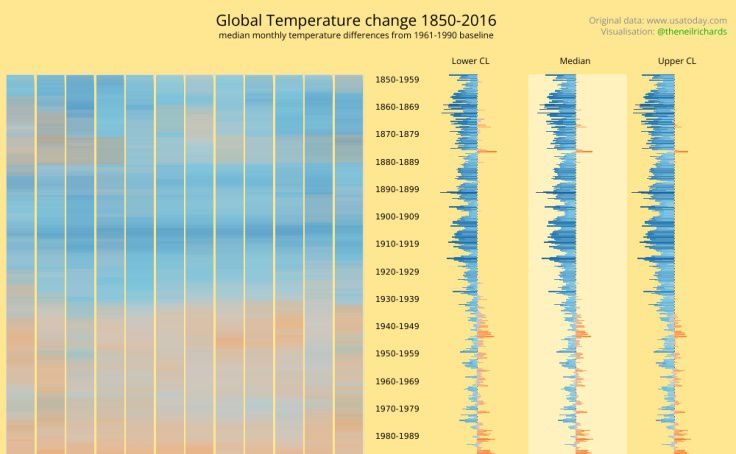 Global Temperature change 1850-2016
median monthly temperature differences from 1961-1990 baseline
Original data: www.usatoday.com
Visualisation: @theneilrichards
Lower CL
Median
Upper CL
1850-1959
1860-1869
1870-1879
1880-1889
1890-1899
1900-1909
1910-1919
1920-1929
1930-1939
1940-1949
1950-1959
1960-1969
1970-1979
1980-1989